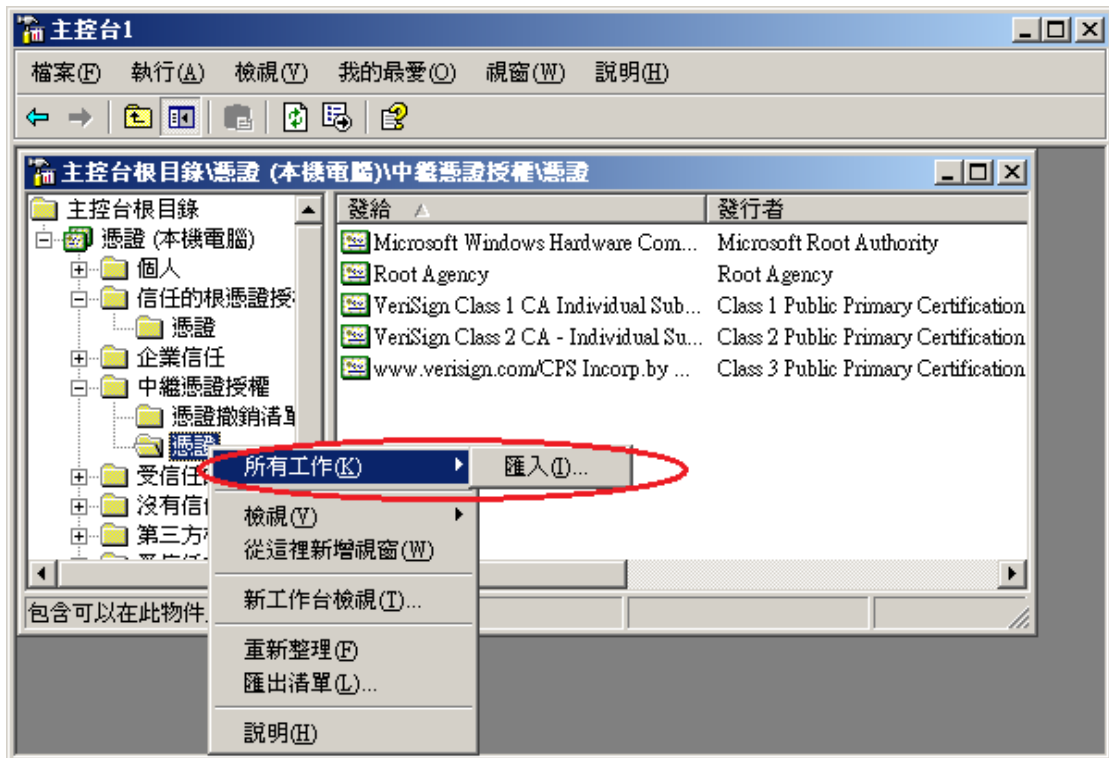 主控台1
檔案(F) 執行(A) 檢視(V) 我的最愛(O) 視窗(W) 說明(H)
主控台根目錄\憑證 (本機電腦)\中繼憑證授權\憑證
主控台根目錄
憑證 (本機電腦)
個人
信任的根憑證授
憑證
企業信任
中繼憑證授權
憑證撤銷清單
憑證
受信任
沒有信
第三方
發給 發行者
Microsoft Windows Hardware Com... Microsoft Root Authority
Root Agency Root Agency
VeriSign Class 1 CA Individual Sub... Class 1 Public Primary Certification
VeriSign Class 2 CA - Individual Su... Class 2 Public Primary Certification
www.verisign.com/CPS Incorp.by ... Class 3 Public Primary Certification
所有工作(K) 匯入(I)...
檢視(V)
從這裡新增視窗(W)
新工作台檢視(T)...
重新整理(F)
匯出清單(L)...
說明(H)
包含可以在此物件